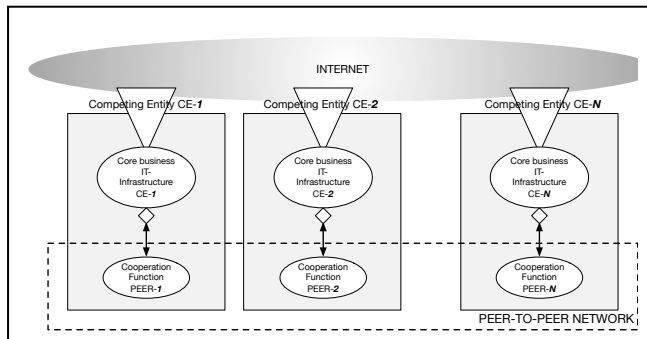 INTERNET
Competing Entity CE-1
Competing Entity CE-2
Competing Entity CE-N
Core business
IT-
Infrastructure
CE-1
Core business
IT-
Infrastructure
CE-2
Core business
IT-
Infrastructure
CE-N
Cooperation
Function
PEER-1
Cooperation
Function
PEER-2
Cooperation
Function
PEER-N
PEER-TO-PEER NETWORK